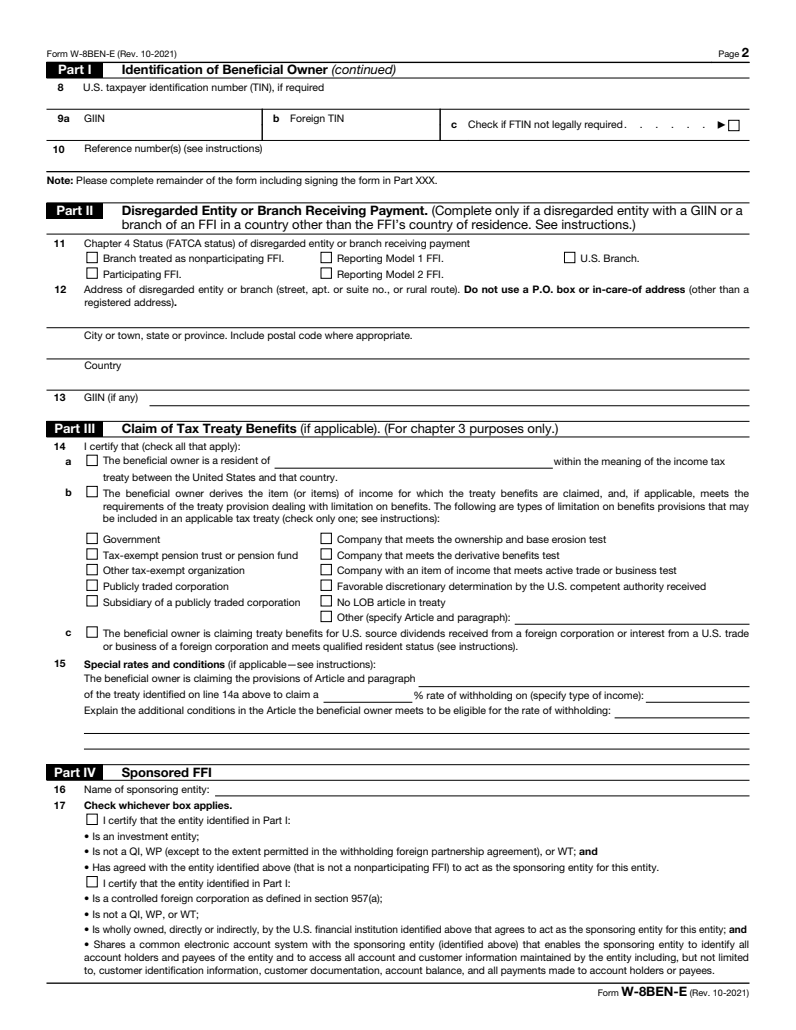 Form W-8BEN-E (Rev. 10-2021) Page 2
Part I Identification of Beneficial Owner (continued)
8 U.S. taxpayer identification number (TIN), if required
9a GIIN b Foreign TIN c Check if FTIN not legally required . . . . . ▶
10 Reference number(s) (see instructions)
Note: Please complete remainder of the form including signing the form in Part XXX.
Part II Disregarded Entity or Branch Receiving Payment. (Complete only if a disregarded entity with a GIIN or a
branch of an FFI in a country other than the FFI's country of residence. See instructions.)
11 Chapter 4 Status (FATCA status) of disregarded entity or branch receiving payment
Branch treated as nonparticipating FFI. Reporting Model 1 FFI. U.S. Branch.
Participating FFI. Reporting Model 2 FFI.
12 Address of disregarded entity or branch (street, apt. or suite no., or rural route). Do not use a P.O. box or in-care-of address (other than a
registered address).
City or town, state or province. Include postal code where appropriate.
Country
13 GIIN (if any)
Part III Claim of Tax Treaty Benefits (if applicable). (For chapter 3 purposes only.)
14 I certify that (check all that apply):
a The beneficial owner is a resident of within the meaning of the income tax
treaty between the United States and that country.
b The beneficial owner derives the item (or items) of income for which the treaty benefits are claimed, and, if applicable, meets the
requirements of the treaty provision dealing with limitation on benefits. The following are types of limitation on benefits provisions that may
be included in an applicable tax treaty (check only one; see instructions):
Government Company that meets the ownership and base erosion test
Tax-exempt pension trust or pension fund Company that meets the derivative benefits test
Other tax-exempt organization Company with an item of income that meets active trade or business test
Publicly traded corporation Favorable discretionary determination by the U.S. competent authority received
Subsidiary of a publicly traded corporation No LOB article in treaty
Other (specify Article and paragraph):
c The beneficial owner is claiming treaty benefits for U.S. source dividends received from a foreign corporation or interest from a U.S. trade
or business of a foreign corporation and meets qualified resident status (see instructions).
15 Special rates and conditions (if applicable—see instructions):
The beneficial owner is claiming the provisions of Article and paragraph
of the treaty identified on line 14a above to claim a % rate of withholding on (specify type of income):
Explain the additional conditions in the Article the beneficial owner meets to be eligible for the rate of withholding:
Part IV Sponsored FFI
16 Name of sponsoring entity:
17 Check whichever box applies.
I certify that the entity identified in Part I:
• Is an investment entity;
• Is not a QI, WP (except to the extent permitted in the withholding foreign partnership agreement), or WT; and
• Has agreed with the entity identified above (that is not a nonparticipating FFI) to act as the sponsoring entity for this entity.
I certify that the entity identified in Part I:
• Is a controlled foreign corporation as defined in section 957(a);
• Is not a QI, WP, or WT;
• Is wholly owned, directly or indirectly, by the U.S. financial institution identified above that agrees to act as the sponsoring entity for this entity; and
• Shares a common electronic account system with the sponsoring entity (identified above) that enables the sponsoring entity to identify all
account holders and payees of the entity and to access all account and customer information maintained by the entity including, but not limited
to, customer identification information, customer documentation, account balance, and all payments made to account holders or payees.
Form W-8BEN-E (Rev. 10-2021)